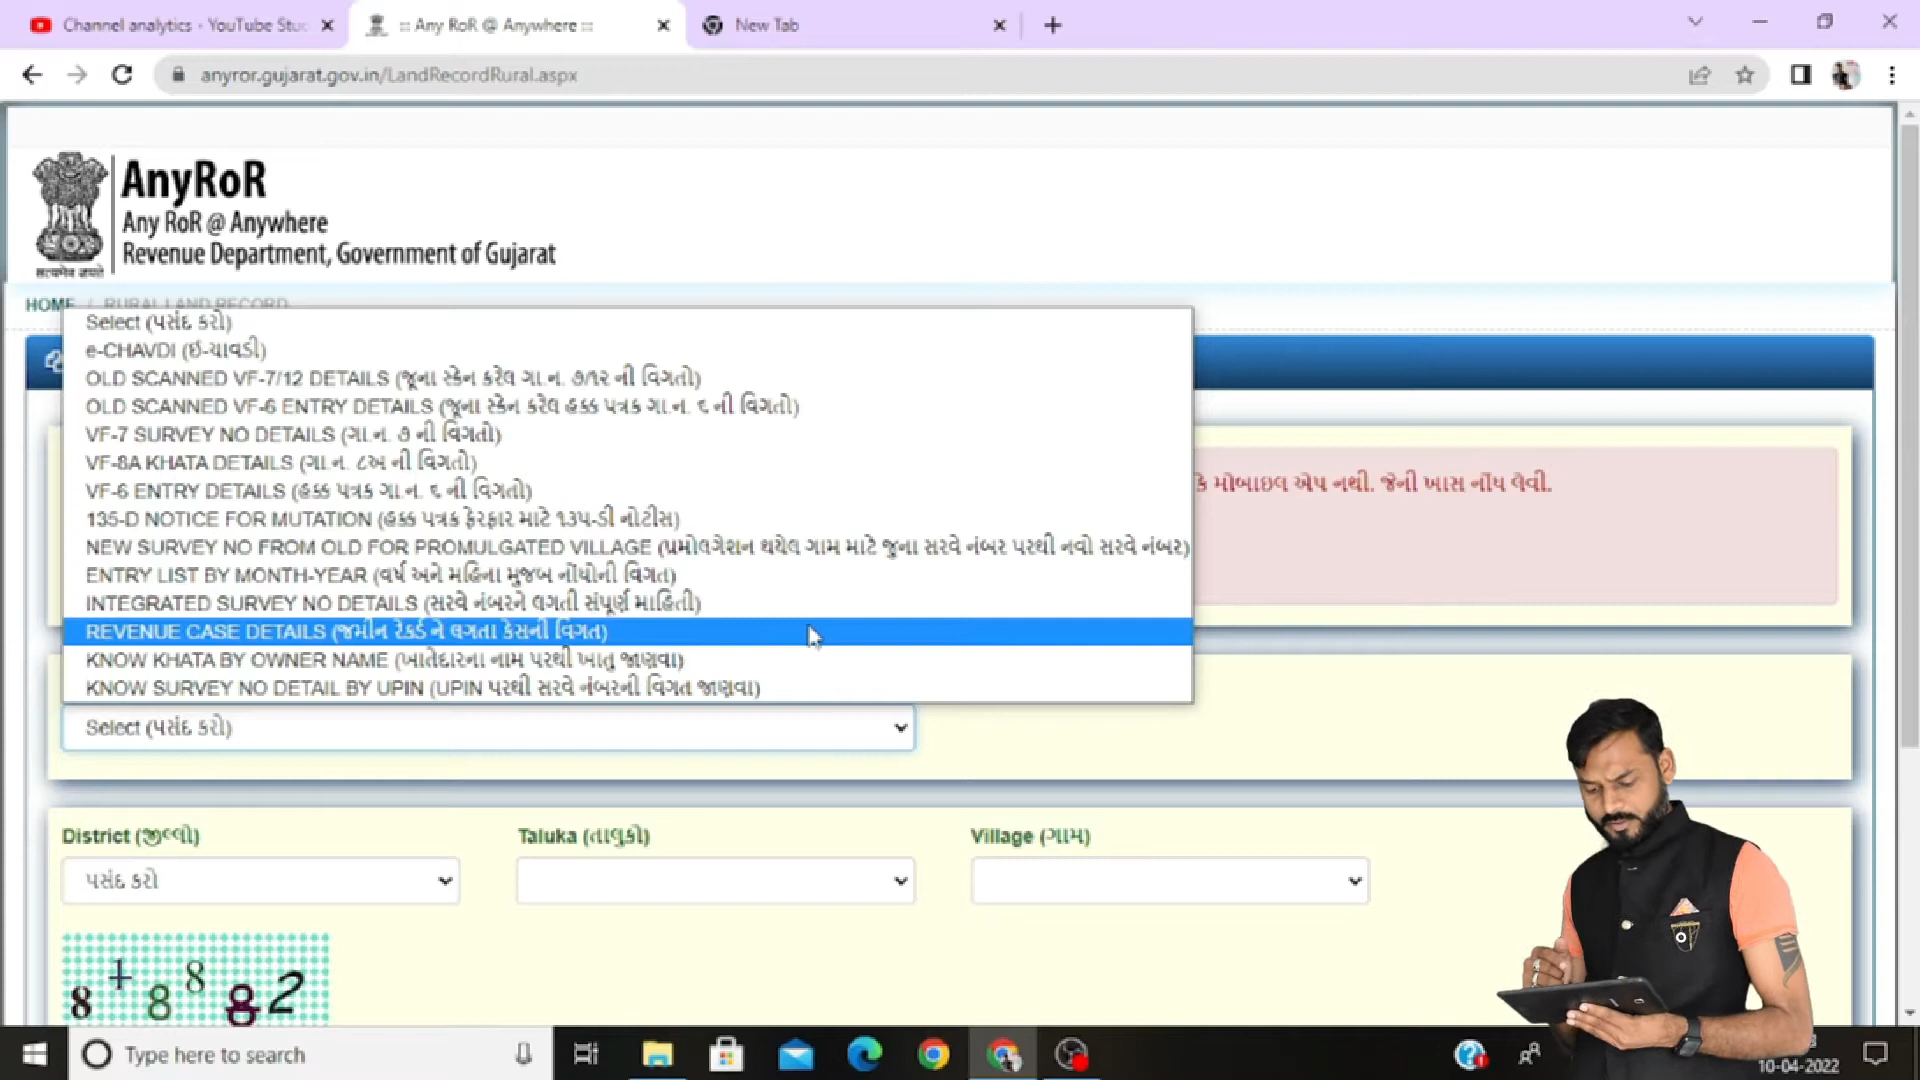 Channel analytics - YouTube Stu
:: Any RoR @ Anywhere ::
New Tab
anyror.gujarat.gov.in/LandRecordRural.aspx
AnyRoR
Any RoR @ Anywhere
Revenue Department, Government of Gujarat
सत्यमेव जयते
HOME / RURAL LAND RECORD
Select (પસંદ કરો)
e-CHAVDI (ઇ-ચાવડી)
OLD SCANNED VF-7/12 DETAILS (જૂના સ્કેન કરેલ ગા.ન. ૭/૧૨ ની વિગતો)
OLD SCANNED VF-6 ENTRY DETAILS (જૂના સ્કેન કરેલ હક્ક પત્રક ગા.ન. ૬ ની વિગતો)
VF-7 SURVEY NO DETAILS (ગા.ન. ૭ ની વિગતો)
VF-8A KHATA DETAILS (ગા.ન. ૮અ ની વિગતો)
VF-6 ENTRY DETAILS (હક્ક પત્રક ગા.ન. ૬ ની વિગતો)
135-D NOTICE FOR MUTATION (હક્ક પત્રક ફેરફાર માટે ૧૩૫-ડી નોટીસ)
NEW SURVEY NO FROM OLD FOR PROMULGATED VILLAGE (પ્રમોલગેશન થયેલ ગામ માટે જુના સરવે નંબર પરથી નવો સરવે નંબર)
ENTRY LIST BY MONTH-YEAR (વર્ષ અને મહિના મુજબ નોંધોની વિગત)
INTEGRATED SURVEY NO DETAILS (સરવે નંબરને લગતી સંપૂર્ણ માહિતી)
REVENUE CASE DETAILS (જમીન રેકર્ડ ને લગતા કેસની વિગત)
KNOW KHATA BY OWNER NAME (ખાતેદારના નામ પરથી ખાતુ જાણવા)
KNOW SURVEY NO DETAIL BY UPIN (UPIN પરથી સરવે નંબરની વિગત જાણવા)
કે મોબાઇલ એપ નથી. જેની ખાસ નોંધ લેવી.
Select (પસંદ કરો)
District (જીલ્લો)
Taluka (તાલુકો)
Village (ગામ)
પસંદ કરો
8 + 8 8 8 2
Type here to search
10-04-2022